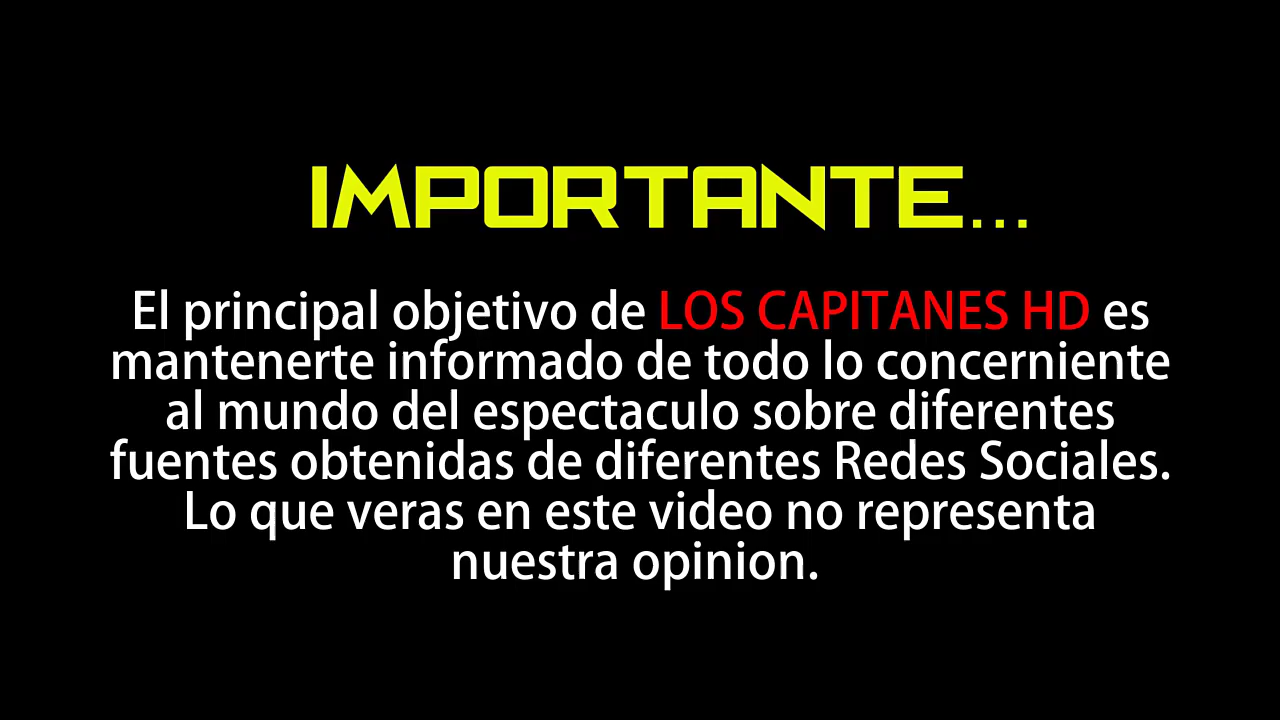 IMPORTANTE...
El principal objetivo de LOS CAPITANES HD es
mantenerte informado de todo lo concerniente
al mundo del espectaculo sobre diferentes
fuentes obtenidas de diferentes Redes Sociales.
Lo que veras en este video no representa
nuestra opinion.